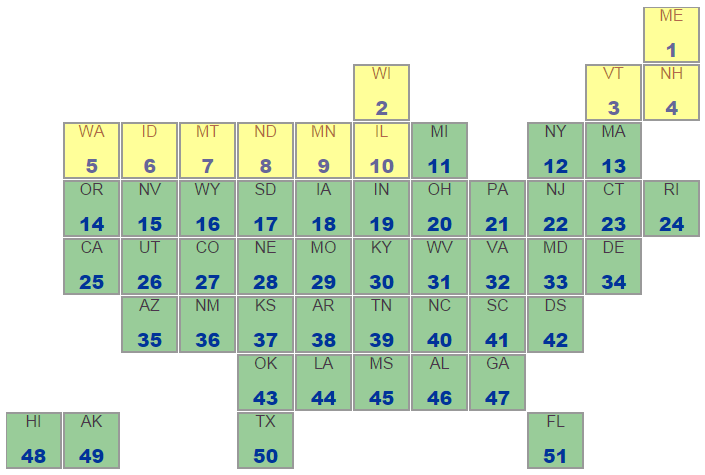 ME
1
WI VT NH
2 3 4
WA ID MT ND MN IL MI NY MA
5 6 7 8 9 10 11 12 13
OR NV WY SD IA IN OH PA NJ CT RI
14 15 16 17 18 19 20 21 22 23 24
CA UT CO NE MO KY WV VA MD DE
25 26 27 28 29 30 31 32 33 34
AZ NM KS AR TN NC SC DS
35 36 37 38 39 40 41 42
OK LA MS AL GA
43 44 45 46 47
HI AK TX FL
48 49 50 51